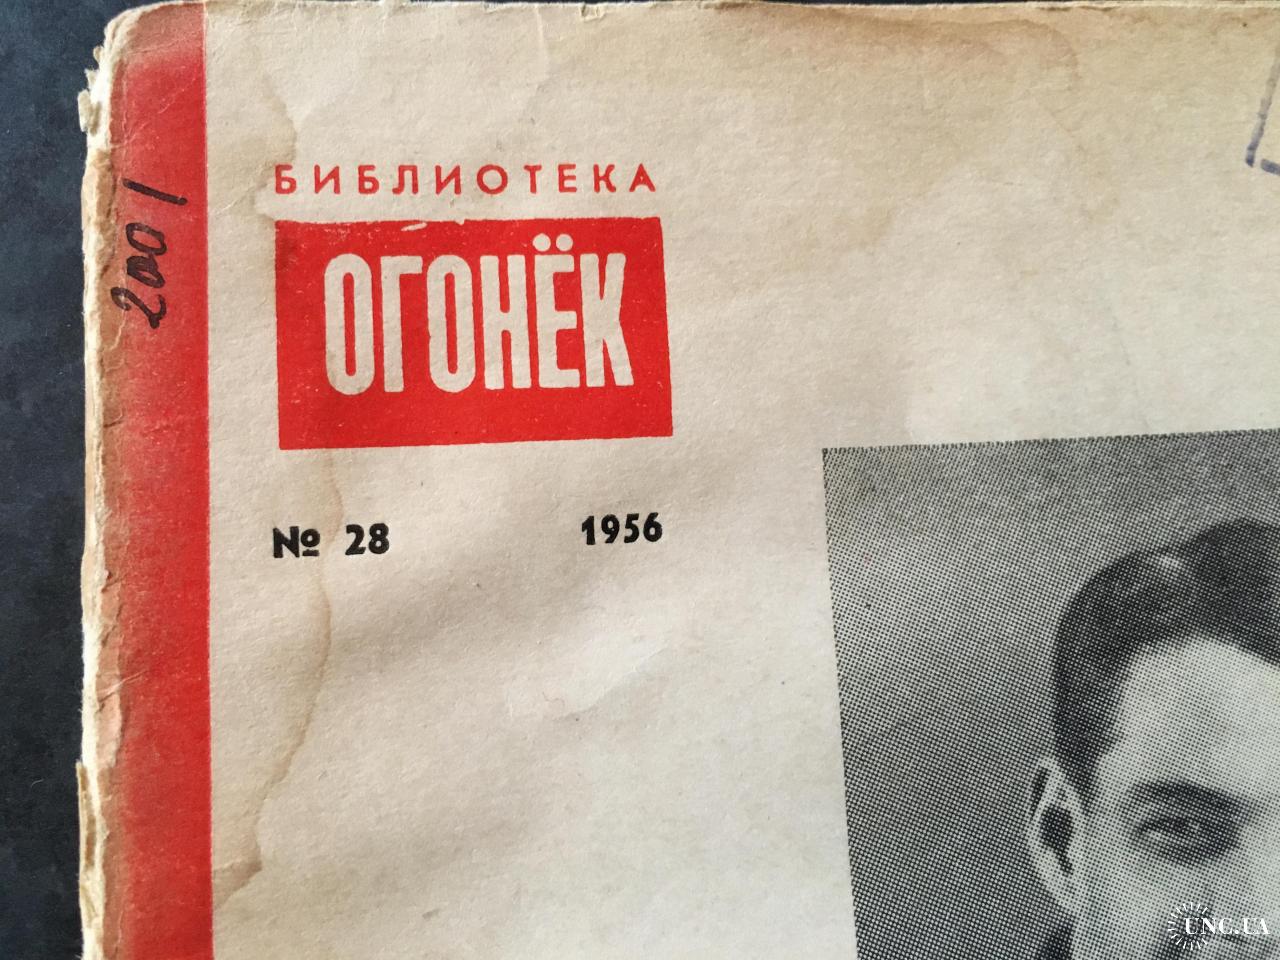 БИБЛИОТЕКА
ОГОНЁК
№ 28 1956
2001
UNC.UA